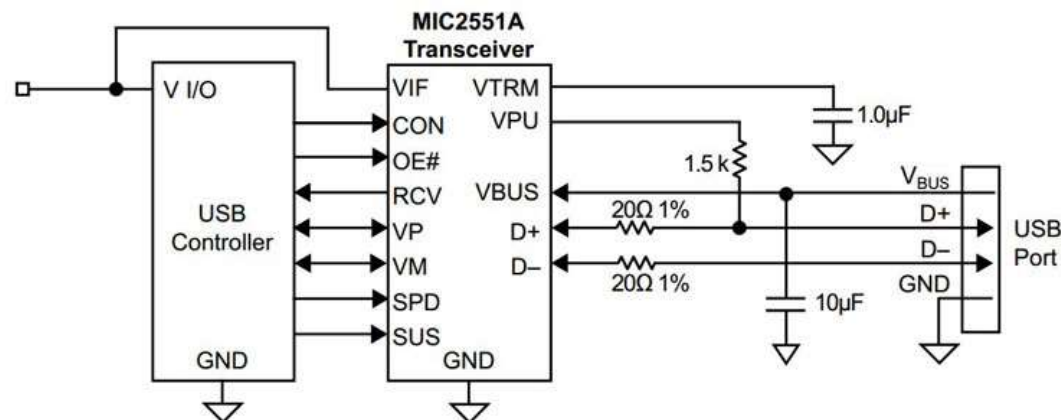 MIC2551A
Transceiver
V I/O
VIF
VTRM
CON
VPU
1.0µF
OE#
1.5 k
RCV
VBUS
VBUS
USB
Controller
VP
D+
20Ω 1%
D+
USB
Port
VM
D–
20Ω 1%
D–
SPD
GND
SUS
10µF
GND
GND